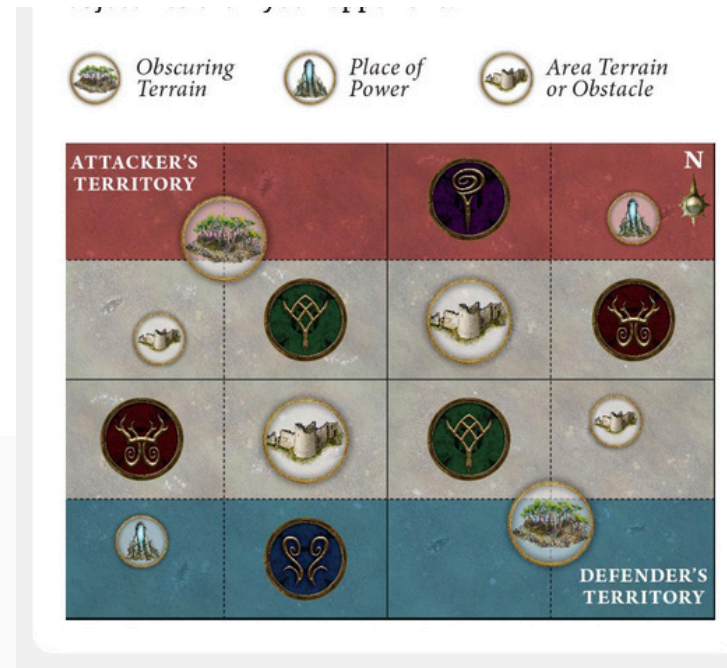 Obscuring
Terrain
Place of
Power
Area Terrain
or Obstacle
ATTACKER'S
TERRITORY
N
DEFENDER'S
TERRITORY